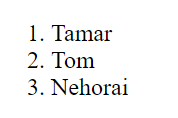 1. Tamar
2. Tom
3. Nehorai